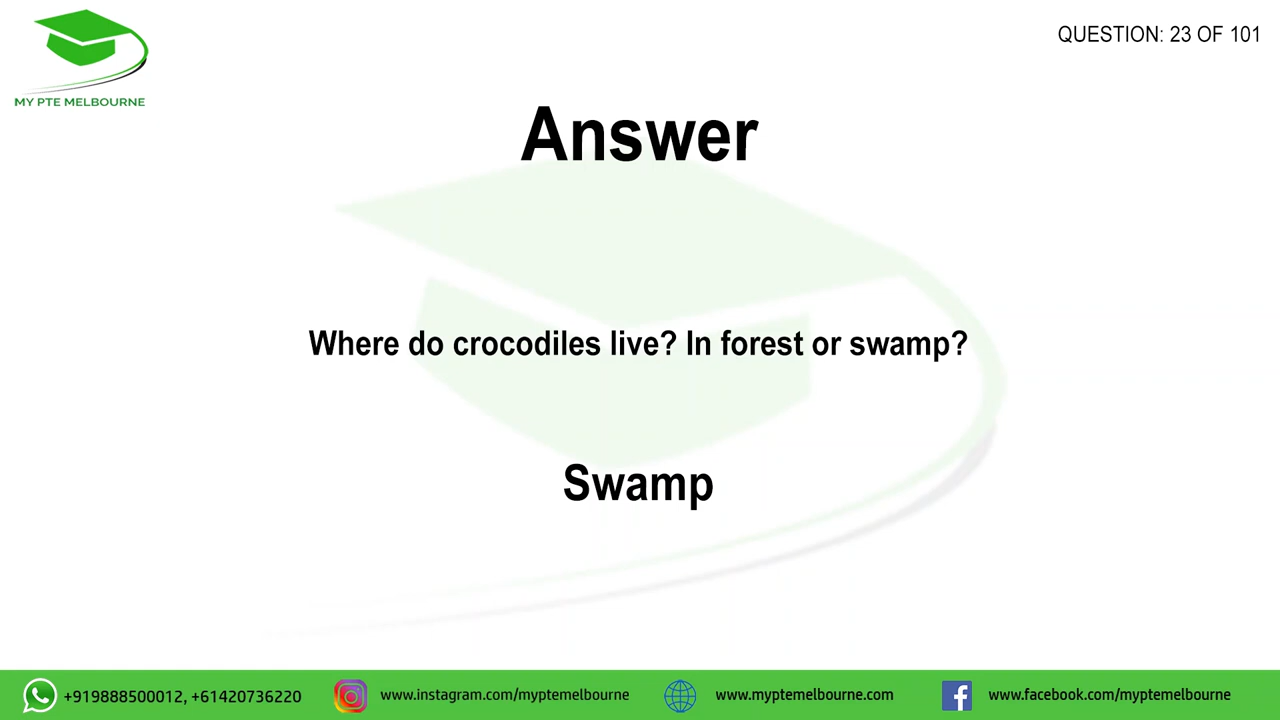 QUESTION: 23 OF 101
MY PTE MELBOURNE
Answer
Where do crocodiles live? In forest or swamp?
Swamp
+919888500012, +61420736220 www.instagram.com/myptemelbourne www.myptemelbourne.com www.facebook.com/myptemelbourne